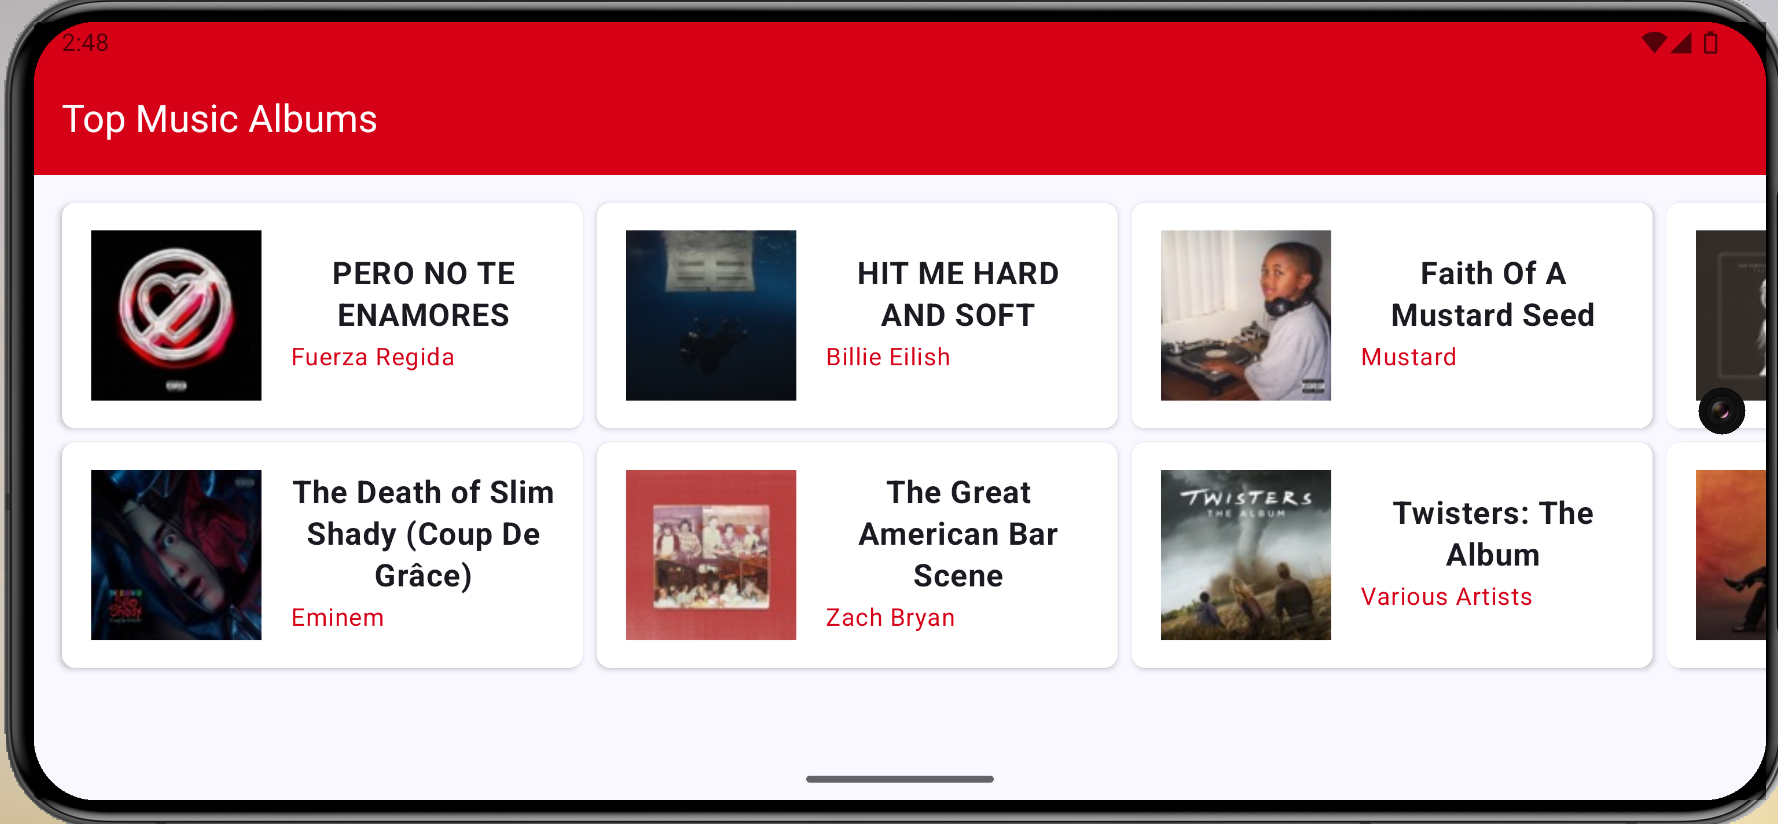 2:48
Top Music Albums
PERO NO TE
ENAMORES
Fuerza Regida
HIT ME HARD
AND SOFT
Billie Eilish
Faith Of A
Mustard Seed
Mustard
The Death of Slim
Shady (Coup De
Grâce)
Eminem
The Great
American Bar
Scene
Zach Bryan
TWISTERS
THE ALBUM
Twisters: The
Album
Various Artists